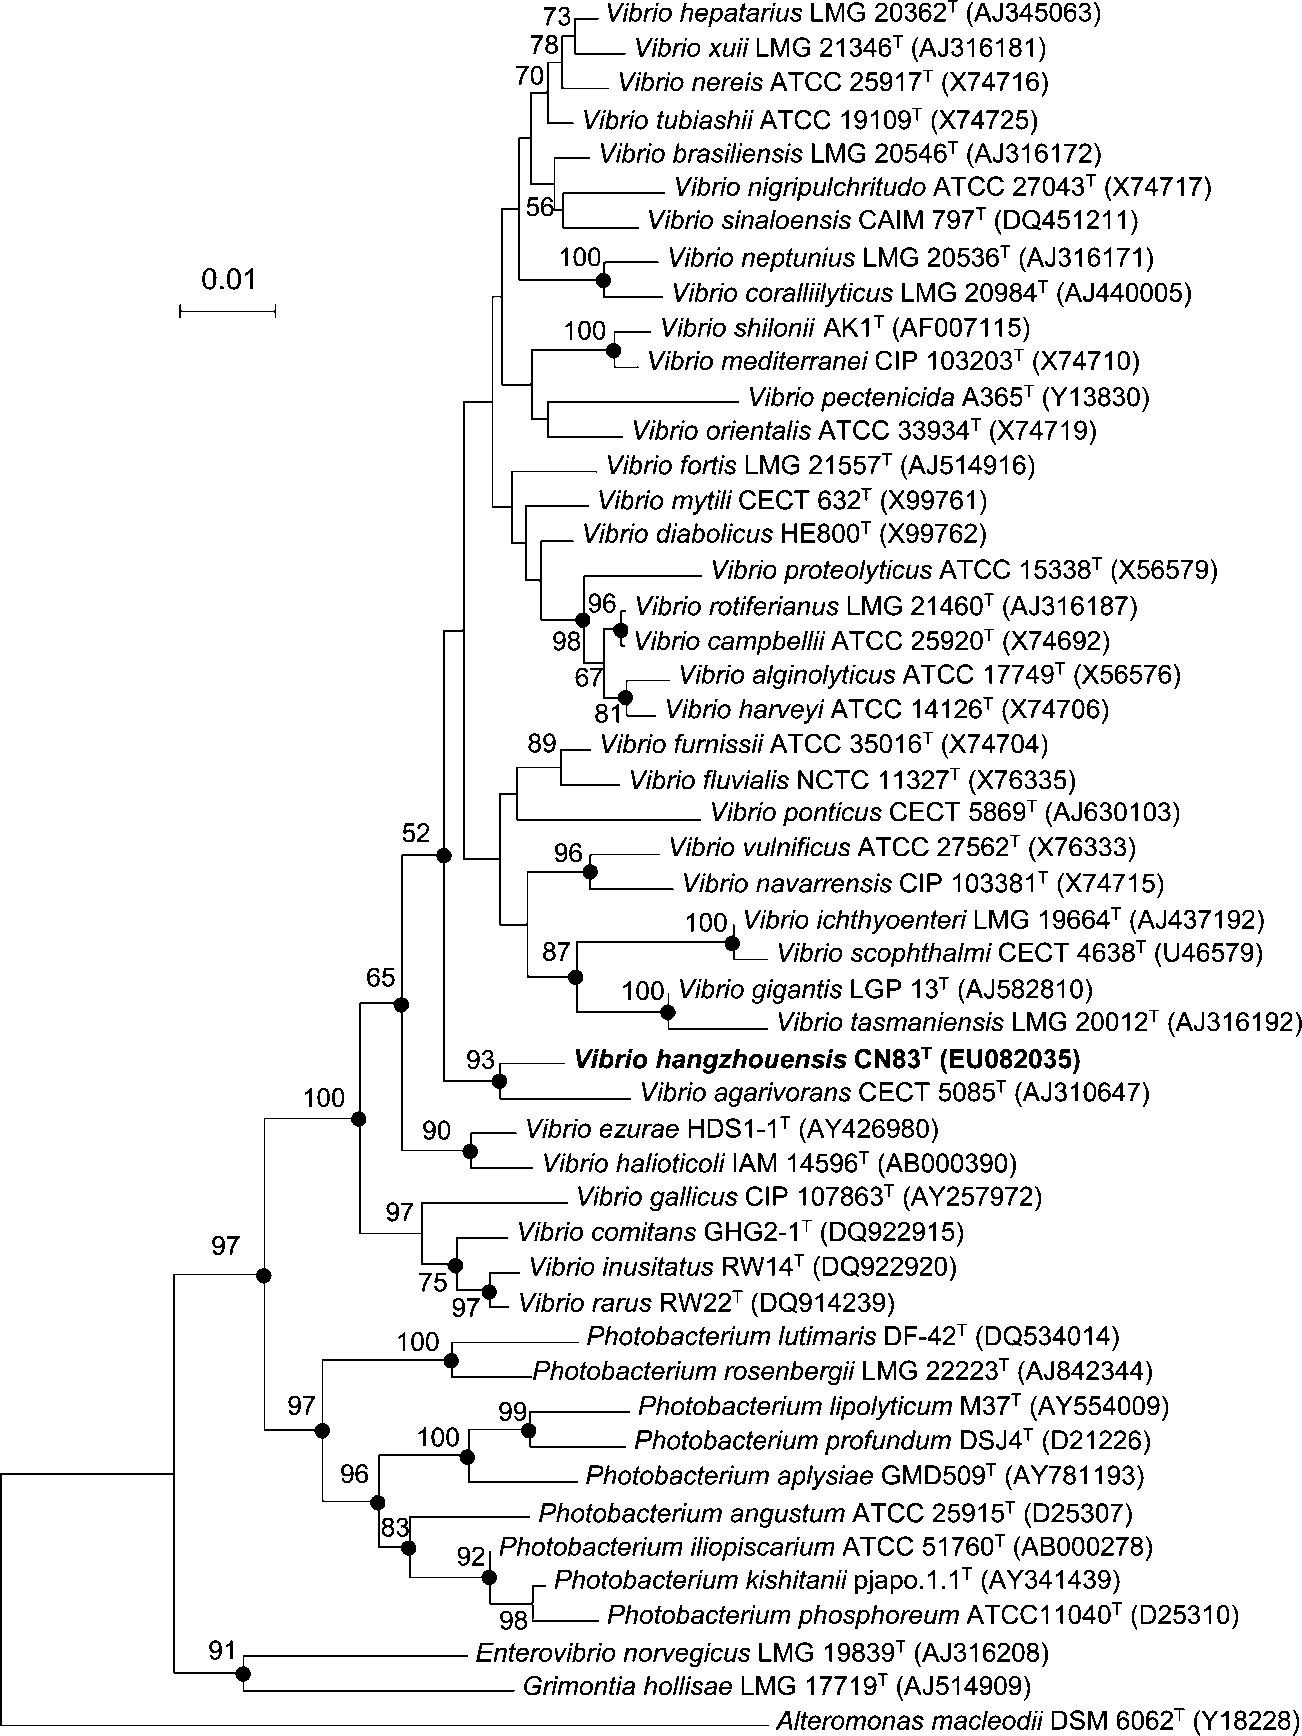 73
Vibrio hepatarius LMG 20362ᵀ (AJ345063)
78
Vibrio xuii LMG 21346ᵀ (AJ316181)
70
Vibrio nereis ATCC 25917ᵀ (X74716)
Vibrio tubiashii ATCC 19109ᵀ (X74725)
Vibrio brasiliensis LMG 20546ᵀ (AJ316172)
Vibrio nigripulchritudo ATCC 27043ᵀ (X74717)
56
Vibrio sinaloensis CAIM 797ᵀ (DQ451211)
100
Vibrio neptunius LMG 20536ᵀ (AJ316171)
0.01
Vibrio coralliilyticus LMG 20984ᵀ (AJ440005)
100
Vibrio shilonii AK1ᵀ (AF007115)
Vibrio mediterranei CIP 103203ᵀ (X74710)
Vibrio pectenicida A365ᵀ (Y13830)
Vibrio orientalis ATCC 33934ᵀ (X74719)
Vibrio fortis LMG 21557ᵀ (AJ514916)
Vibrio mytili CECT 632ᵀ (X99761)
Vibrio diabolicus HE800ᵀ (X99762)
Vibrio proteolyticus ATCC 15338ᵀ (X56579)
96
Vibrio rotiferianus LMG 21460ᵀ (AJ316187)
98
Vibrio campbellii ATCC 25920ᵀ (X74692)
67
Vibrio alginolyticus ATCC 17749ᵀ (X56576)
81
Vibrio harveyi ATCC 14126ᵀ (X74706)
89
Vibrio furnissii ATCC 35016ᵀ (X74704)
Vibrio fluvialis NCTC 11327ᵀ (X76335)
Vibrio ponticus CECT 5869ᵀ (AJ630103)
52
96
Vibrio vulnificus ATCC 27562ᵀ (X76333)
Vibrio navarrensis CIP 103381ᵀ (X74715)
100
Vibrio ichthyoenteri LMG 19664ᵀ (AJ437192)
87
Vibrio scophthalmi CECT 4638ᵀ (U46579)
65
100
Vibrio gigantis LGP 13ᵀ (AJ582810)
Vibrio tasmaniensis LMG 20012ᵀ (AJ316192)
93
Vibrio hangzhouensis CN83ᵀ (EU082035)
Vibrio agarivorans CECT 5085ᵀ (AJ310647)
100
90
Vibrio ezurae HDS1-1ᵀ (AY426980)
Vibrio halioticoli IAM 14596ᵀ (AB000390)
97
Vibrio gallicus CIP 107863ᵀ (AY257972)
Vibrio comitans GHG2-1ᵀ (DQ922915)
97
75
Vibrio inusitatus RW14ᵀ (DQ922920)
97
Vibrio rarus RW22ᵀ (DQ914239)
100
Photobacterium lutimaris DF-42ᵀ (DQ534014)
Photobacterium rosenbergii LMG 22223ᵀ (AJ842344)
97
99
Photobacterium lipolyticum M37ᵀ (AY554009)
100
Photobacterium profundum DSJ4ᵀ (D21226)
96
Photobacterium aplysiae GMD509ᵀ (AY781193)
83
Photobacterium angustum ATCC 25915ᵀ (D25307)
92
Photobacterium iliopiscarium ATCC 51760ᵀ (AB000278)
Photobacterium kishitanii pjapo.1.1ᵀ (AY341439)
98
Photobacterium phosphoreum ATCC11040ᵀ (D25310)
91
Enterovibrio norvegicus LMG 19839ᵀ (AJ316208)
Grimontia hollisae LMG 17719ᵀ (AJ514909)
Alteromonas macleodii DSM 6062ᵀ (Y18228)